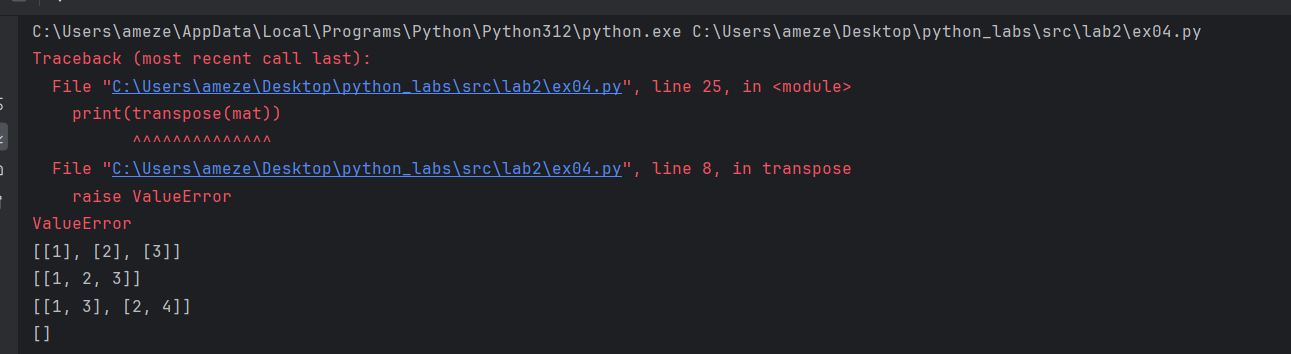 C:\Users\ameze\AppData\Local\Programs\Python\Python312\python.exe C:\Users\ameze\Desktop\python_labs\src\lab2\ex04.py
Traceback (most recent call last):
  File "C:\Users\ameze\Desktop\python_labs\src\lab2\ex04.py", line 25, in <module>
    print(transpose(mat))
          ^^^^^^^^^^^^^^
  File "C:\Users\ameze\Desktop\python_labs\src\lab2\ex04.py", line 8, in transpose
    raise ValueError
ValueError
[[1], [2], [3]]
[[1, 2, 3]]
[[1, 3], [2, 4]]
[]